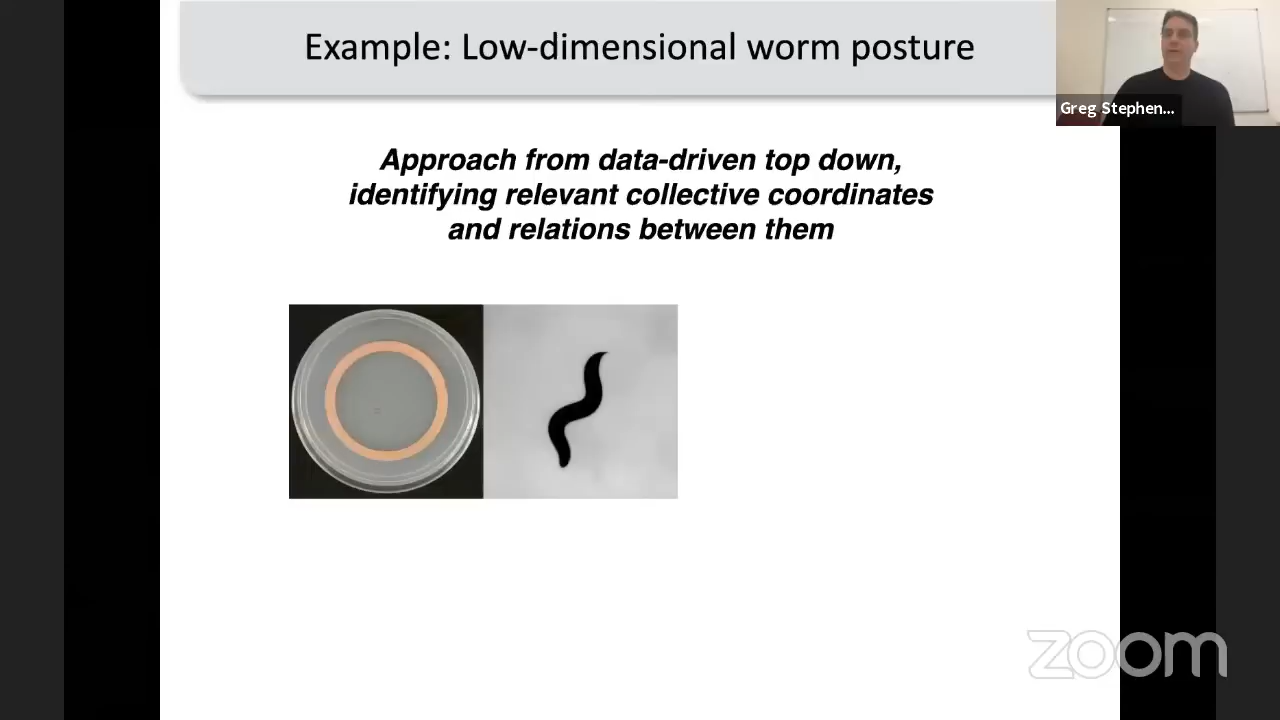 Example: Low-dimensional worm posture
Greg Stephen...
Approach from data-driven top down,
identifying relevant collective coordinates
and relations between them
zoom